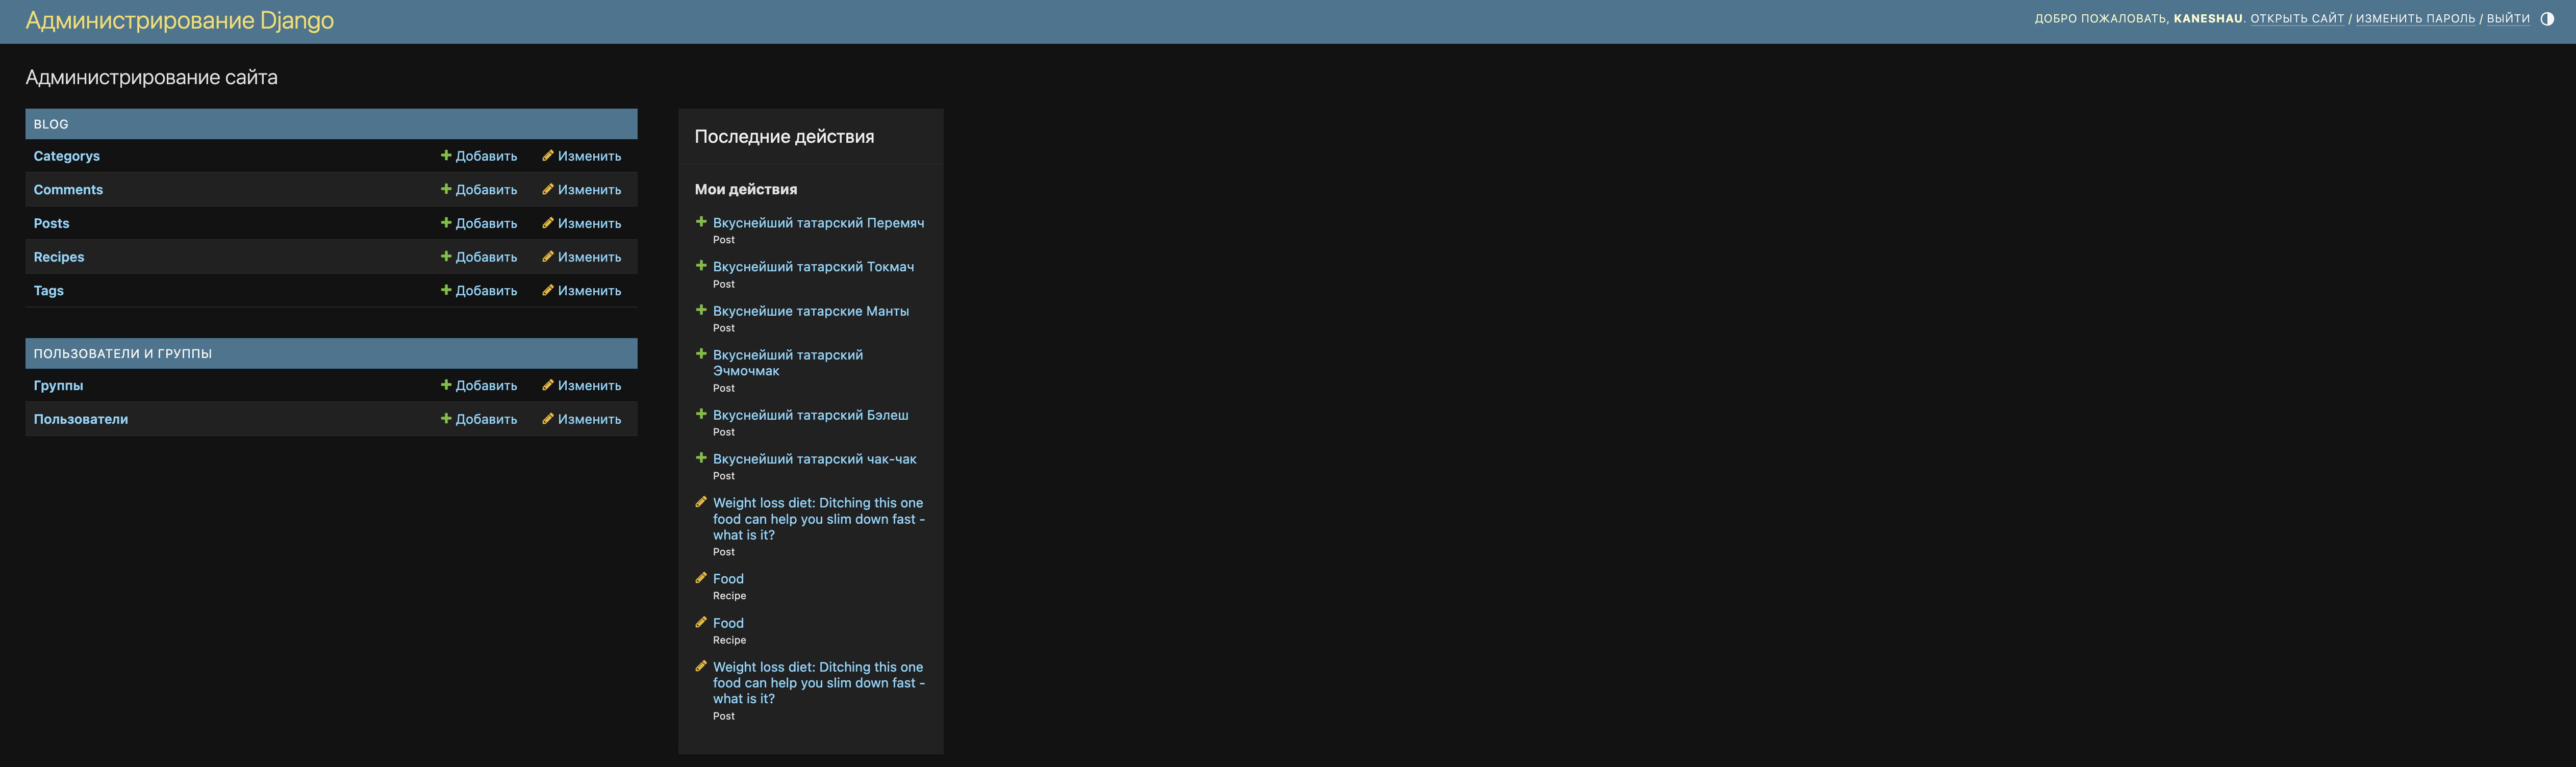 Администрирование Django
ДОБРО ПОЖАЛОВАТЬ, KANESHAU. ОТКРЫТЬ САЙТ / ИЗМЕНИТЬ ПАРОЛЬ / ВЫЙТИ
Администрирование сайта
BLOG
Categorys Добавить Изменить
Comments Добавить Изменить
Posts Добавить Изменить
Recipes Добавить Изменить
Tags Добавить Изменить
ПОЛЬЗОВАТЕЛИ И ГРУППЫ
Группы Добавить Изменить
Пользователи Добавить Изменить
Последние действия
Мои действия
Вкуснейший татарский Перемяч
Post
Вкуснейший татарский Токмач
Post
Вкуснейшие татарские Манты
Post
Вкуснейший татарский
Эчмочмак
Post
Вкуснейший татарский Бэлеш
Post
Вкуснейший татарский чак-чак
Post
Weight loss diet: Ditching this one
food can help you slim down fast -
what is it?
Post
Food
Recipe
Food
Recipe
Weight loss diet: Ditching this one
food can help you slim down fast -
what is it?
Post